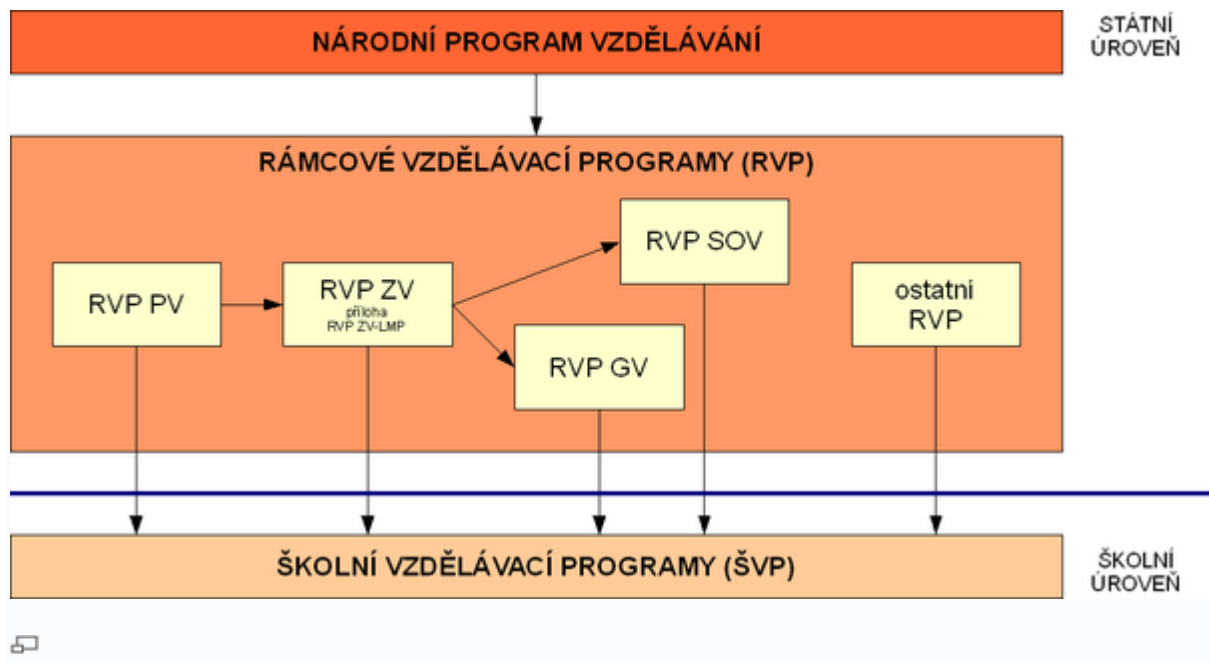 NÁRODNÍ PROGRAM VZDĚLÁVÁNÍ
STÁTNÍ
ÚROVEŇ
RÁMCOVÉ VZDĚLÁVACÍ PROGRAMY (RVP)
RVP PV
RVP ZV
příloha
RVP ZV-LMP
RVP SOV
RVP GV
ostatní
RVP
ŠKOLNÍ VZDĚLÁVACÍ PROGRAMY (ŠVP)
ŠKOLNÍ
ÚROVEŇ